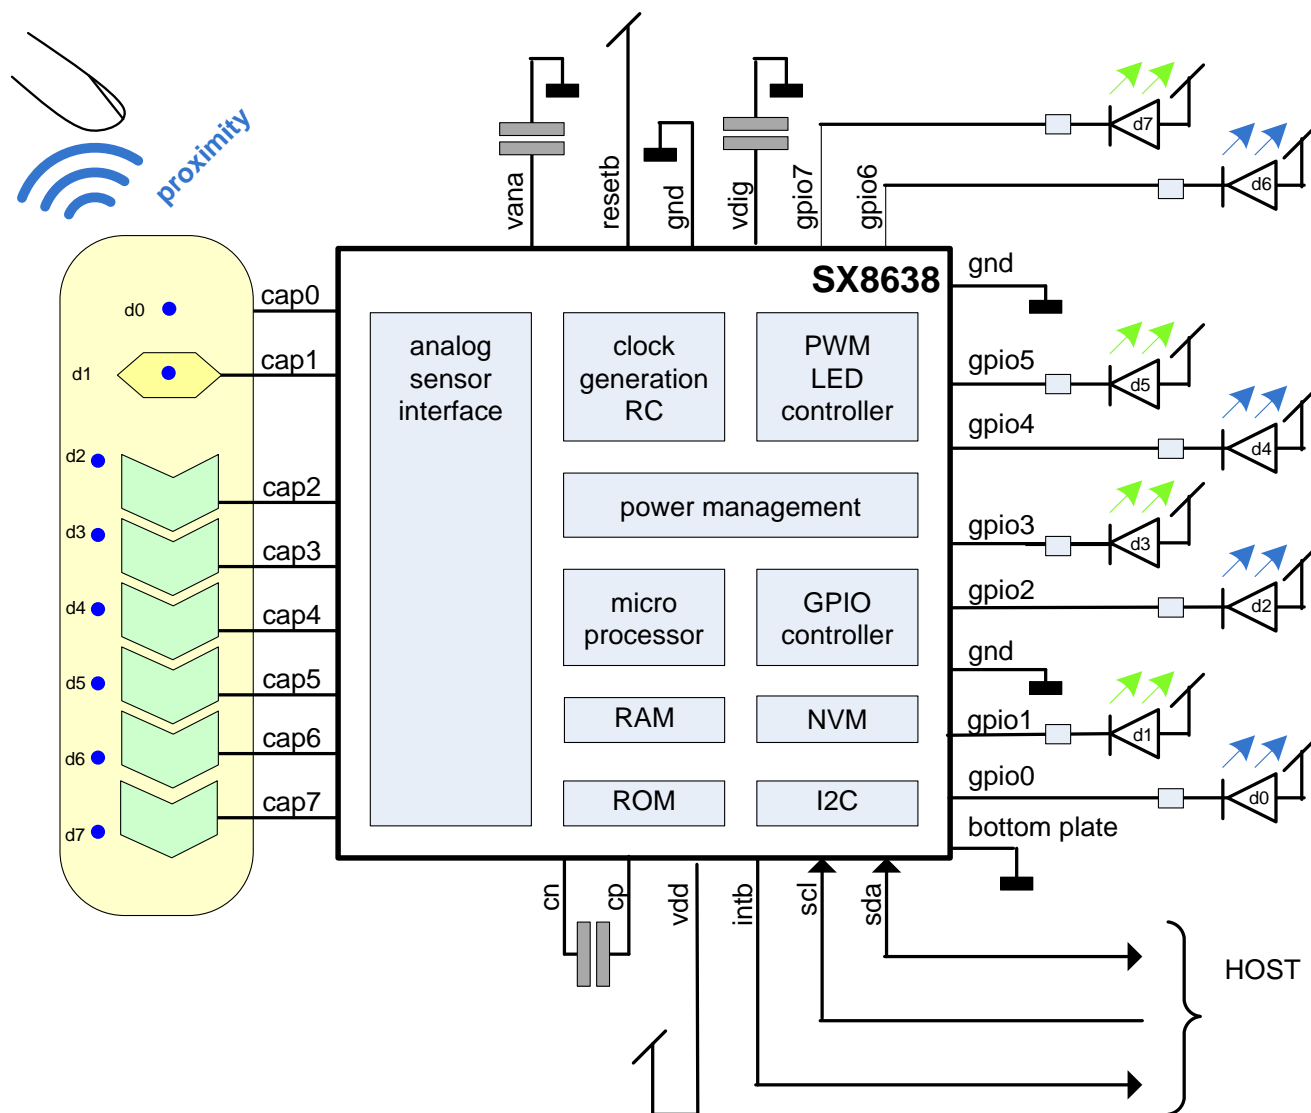 proximity
vana
resetb
gnd
vdig
gpio7
gpio6
d7
d6
SX8638
gnd
d0
cap0
d1
cap1
d2
cap2
d3
cap3
d4
cap4
d5
cap5
d6
cap6
d7
cap7
analog
sensor
interface
clock
generation
RC
PWM
LED
controller
power management
micro
processor
GPIO
controller
RAM
NVM
ROM
I2C
gpio5
d5
gpio4
d4
gpio3
d3
gpio2
d2
gnd
gpio1
d1
gpio0
d0
bottom plate
cn
cp
vdd
intb
scl
sda
HOST